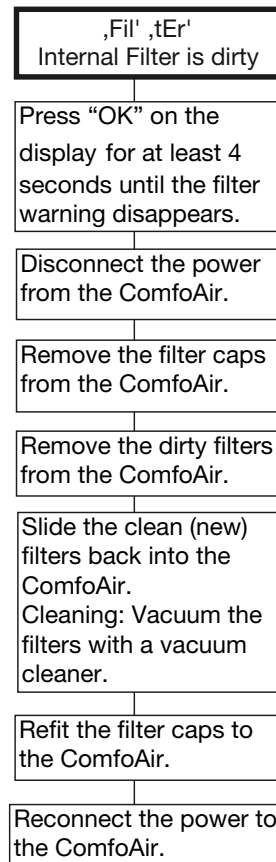 ,Fil' ,tEr'
Internal Filter is dirty
Press “OK” on the
display for at least 4
seconds until the filter
warning disappears.
Disconnect the power
from the ComfoAir.
Remove the filter caps
from the ComfoAir.
Remove the dirty filters
from the ComfoAir.
Slide the clean (new)
filters back into the
ComfoAir.
Cleaning: Vacuum the
filters with a vacuum
cleaner.
Refit the filter caps to
the ComfoAir.
Reconnect the power to
the ComfoAir.